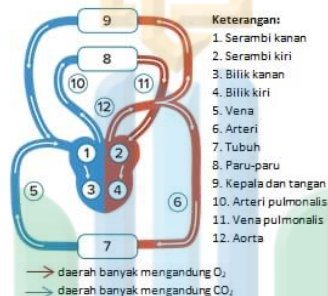 9
8
10
11
12
1
2
3
4
5
6
7
Keterangan:
1. Serambi kanan
2. Serambi kiri
3. Bilik kanan
4. Bilik kiri
5. Vena
6. Arteri
7. Tubuh
8. Paru-paru
9. Kepala dan tangan
10. Arteri pulmonalis
11. Vena pulmonalis
12. Aorta
daerah banyak mengandung O₂
daerah banyak mengandung CO₂